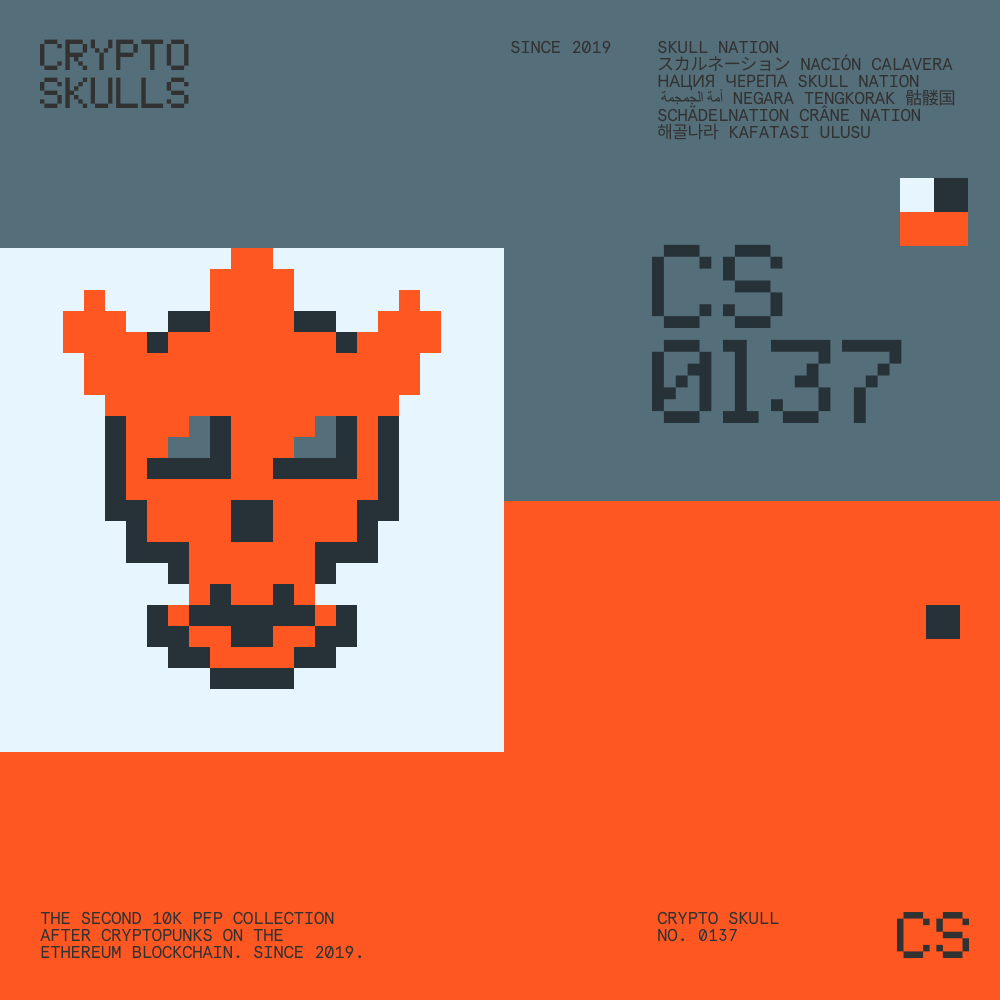 CRYPTO
SKULLS
SINCE 2019
SKULL NATION
スカルネーション NACIÓN CALAVERA
НАЦИЯ ЧЕРЕПА SKULL NATION
أمة الجمجمة NEGARA TENGKORAK 骷髅国
SCHÄDELNATION CRÂNE NATION
해골나라 KAFATASI ULUSU
CS
0137
THE SECOND 10K PFP COLLECTION
AFTER CRYPTOPUNKS ON THE
ETHEREUM BLOCKCHAIN. SINCE 2019.
CRYPTO SKULL
NO. 0137
CS